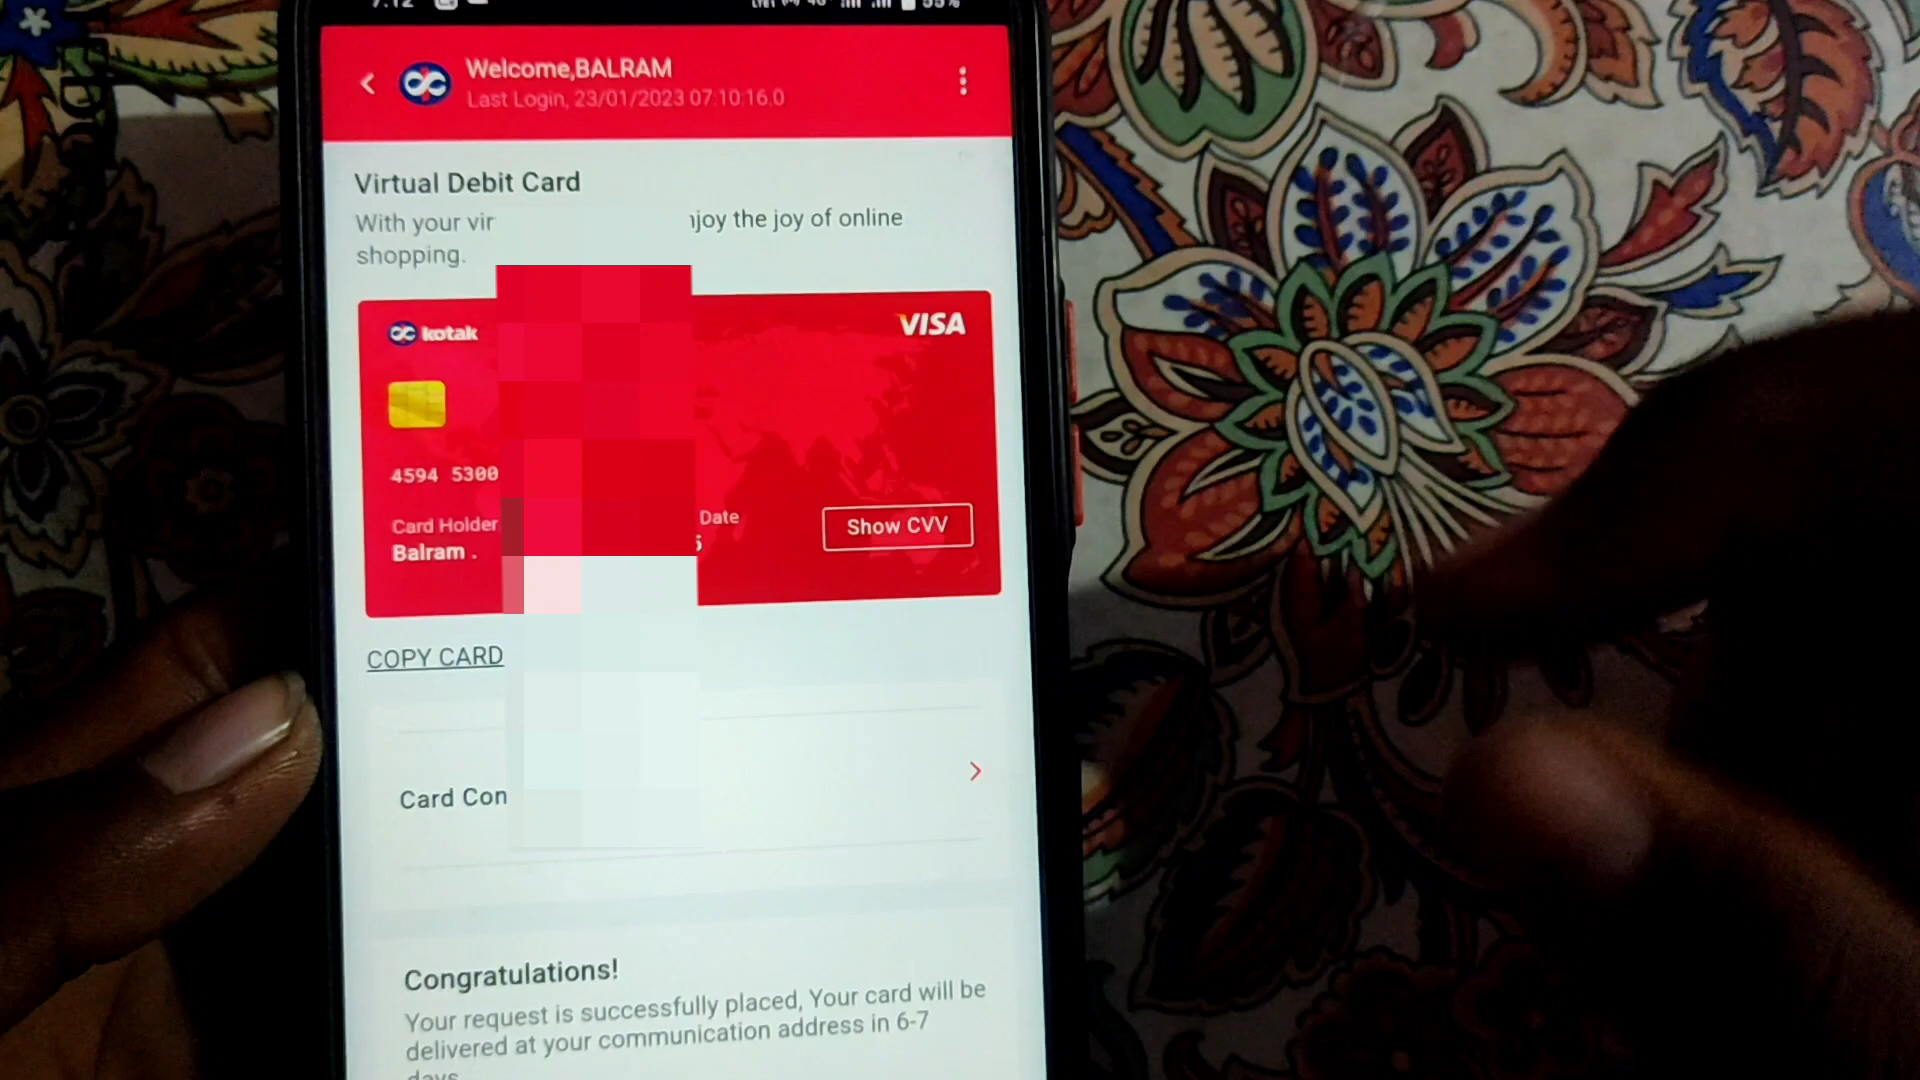 Welcome,BALRAM
Last Login, 23/01/2023 07:10:16.0
Virtual Debit Card
With your vir njoy the joy of online
shopping.
kotak VISA
4594 5300
Card Holder Date
Balram . Show CVV
COPY CARD
Card Con
Congratulations!
Your request is successfully placed, Your card will be
delivered at your communication address in 6-7
days